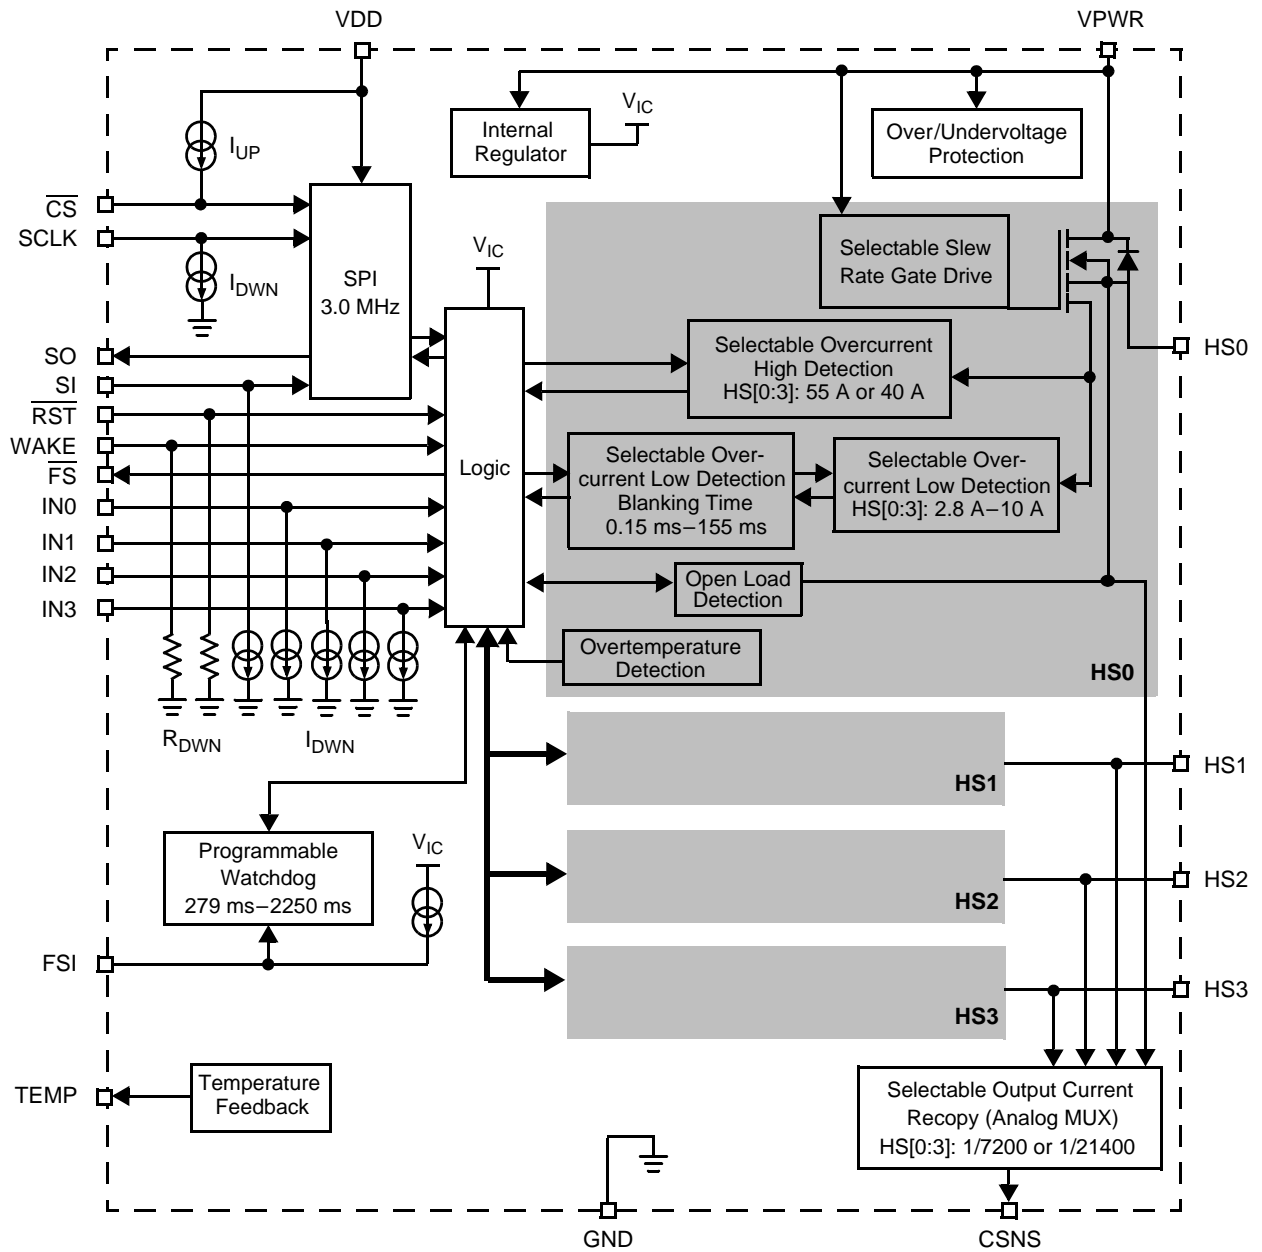 VDD
VPWR
Internal
Regulator
VIC
Over/Undervoltage
Protection
IUP
CS
SCLK
IDWN
SPI
3.0 MHz
VIC
Selectable Slew
Rate Gate Drive
SO
SI
RST
WAKE
FS
IN0
IN1
IN2
IN3
Logic
Selectable Overcurrent
High Detection
HS[0:3]: 55 A or 40 A
HS0
Selectable Over-
current Low Detection
Blanking Time
0.15 ms–155 ms
Selectable Over-
current Low Detection
HS[0:3]: 2.8 A–10 A
Open Load
Detection
Overtemperature
Detection
HS0
RDWN
IDWN
HS1
HS1
Programmable
Watchdog
279 ms–2250 ms
VIC
HS2
HS2
FSI
HS3
HS3
TEMP
Temperature
Feedback
Selectable Output Current
Recopy (Analog MUX)
HS[0:3]: 1/7200 or 1/21400
GND
CSNS